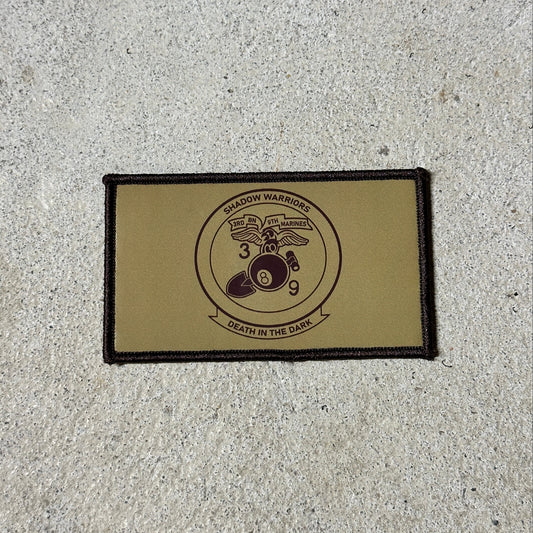 SHADOW WARRIORS
3RD BN 9TH MARINES
3
8
9
DEATH IN THE DARK